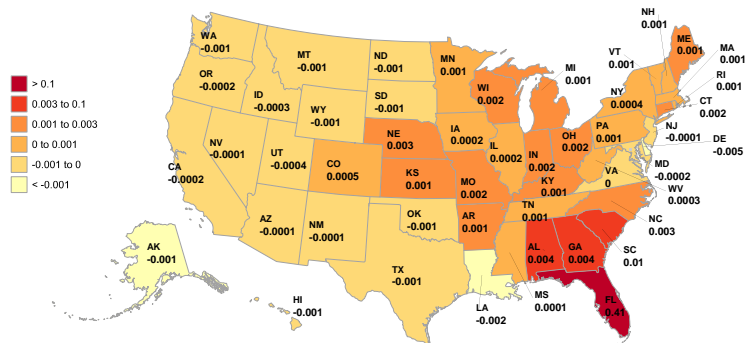 > 0.1
0.003 to 0.1
0.001 to 0.003
0 to 0.001
-0.001 to 0
< -0.001
WA
-0.001
OR
-0.0002
CA
-0.0002
ID
-0.0003
NV
-0.0001
MT
-0.001
WY
-0.001
UT
-0.0004
AZ
-0.0001
CO
0.0005
NM
-0.0001
ND
-0.001
SD
-0.001
NE
0.003
KS
0.001
OK
-0.001
TX
-0.001
MN
0.001
IA
0.0002
MO
0.002
AR
0.001
LA
-0.002
WI
0.002
IL
0.0002
MI
0.001
IN
0.002
OH
0.002
KY
0.001
TN
0.001
MS
0.0001
AL
0.004
GA
0.004
FL
0.41
SC
0.01
NC
0.003
VA
0
WV
0.0003
MD
-0.0002
DE
-0.005
NJ
-0.0001
PA
0.001
NY
0.0004
CT
0.002
RI
0.001
MA
0.001
VT
0.001
NH
0.001
ME
0.001
AK
-0.001
HI
-0.001